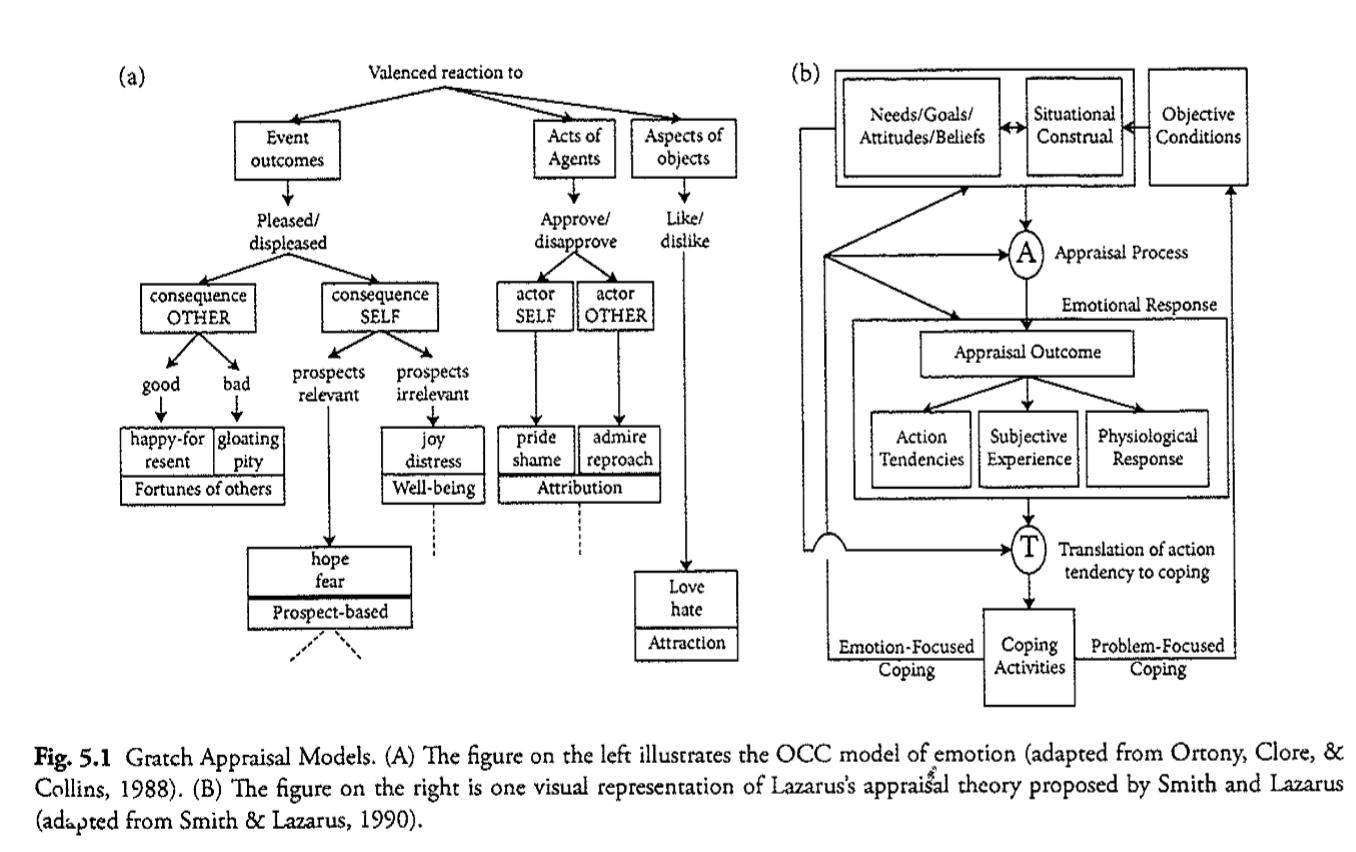 (a)
Valenced reaction to
Event
outcomes
Acts of
Agents
Aspects of
objects
Pleased/
displeased
Approve/
disapprove
Like/
dislike
consequence
OTHER
consequence
SELF
actor
SELF
actor
OTHER
good
bad
prospects
relevant
prospects
irrelevant
happy-for
resent
gloating
pity
Fortunes of others
joy
distress
Well-being
pride
shame
admire
reproach
Attribution
hope
fear
Prospect-based
Love
hate
Attraction
(b)
Needs/Goals/
Attitudes/Beliefs
Situational
Construal
Objective
Conditions
A
Appraisal Process
Emotional Response
Appraisal Outcome
Action
Tendencies
Subjective
Experience
Physiological
Response
T
Translation of action
tendency to coping
Emotion-Focused
Coping
Coping
Activities
Problem-Focused
Coping
Fig. 5.1 Gratch Appraisal Models. (A) The figure on the left illustrates the OCC model of emotion (adapted from Ortony, Clore, &
Collins, 1988). (B) The figure on the right is one visual representation of Lazarus's appraisal theory proposed by Smith and Lazarus
(adapted from Smith & Lazarus, 1990).